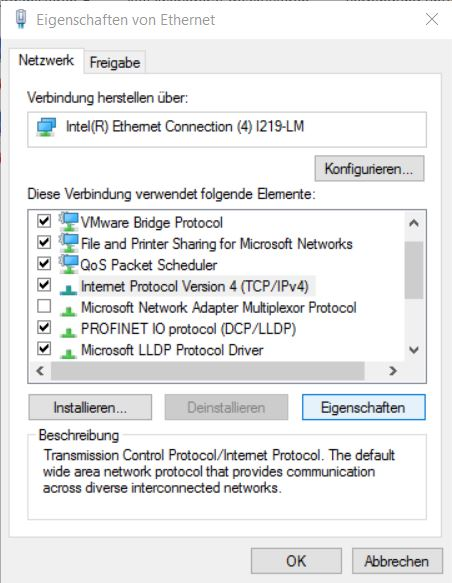 Eigenschaften von Ethernet
Netzwerk
Freigabe
Verbindung herstellen über:
Intel(R) Ethernet Connection (4) I219-LM
Konfigurieren...
Diese Verbindung verwendet folgende Elemente:
VMware Bridge Protocol
File and Printer Sharing for Microsoft Networks
QoS Packet Scheduler
Internet Protocol Version 4 (TCP/IPv4)
Microsoft Network Adapter Multiplexor Protocol
PROFINET IO protocol (DCP/LLDP)
Microsoft LLDP Protocol Driver
Installieren...
Deinstallieren
Eigenschaften
Beschreibung
Transmission Control Protocol/Internet Protocol. The default
wide area network protocol that provides communication
across diverse interconnected networks.
OK
Abbrechen